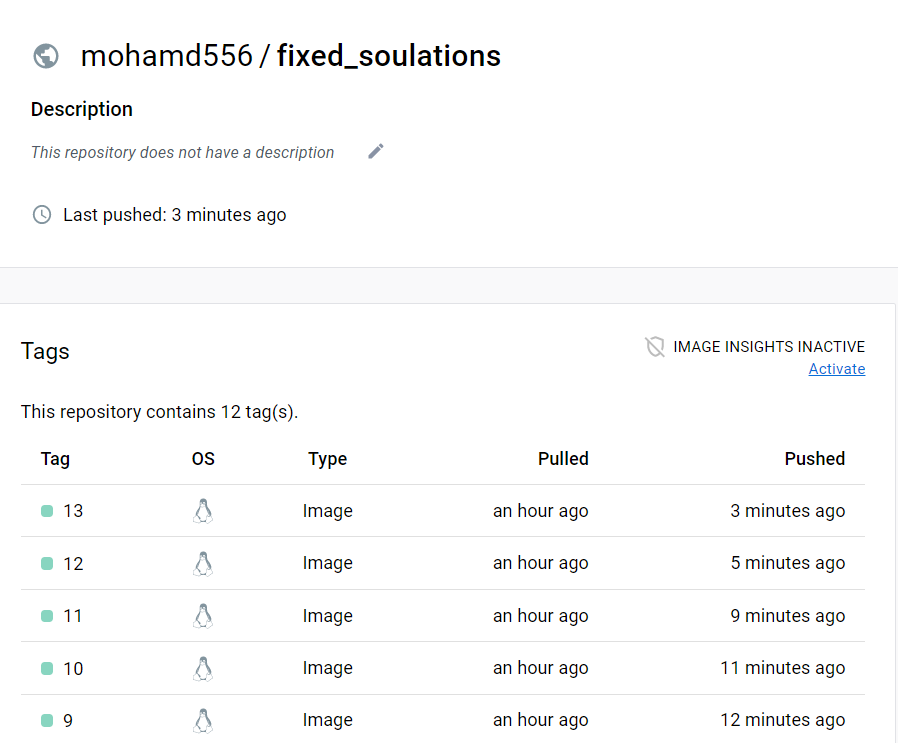 mohamd556 / fixed_soulations
Description
This repository does not have a description
Last pushed: 3 minutes ago
Tags
IMAGE INSIGHTS INACTIVE
Activate
This repository contains 12 tag(s).
Tag OS Type Pulled Pushed
13 Image an hour ago 3 minutes ago
12 Image an hour ago 5 minutes ago
11 Image an hour ago 9 minutes ago
10 Image an hour ago 11 minutes ago
9 Image an hour ago 12 minutes ago